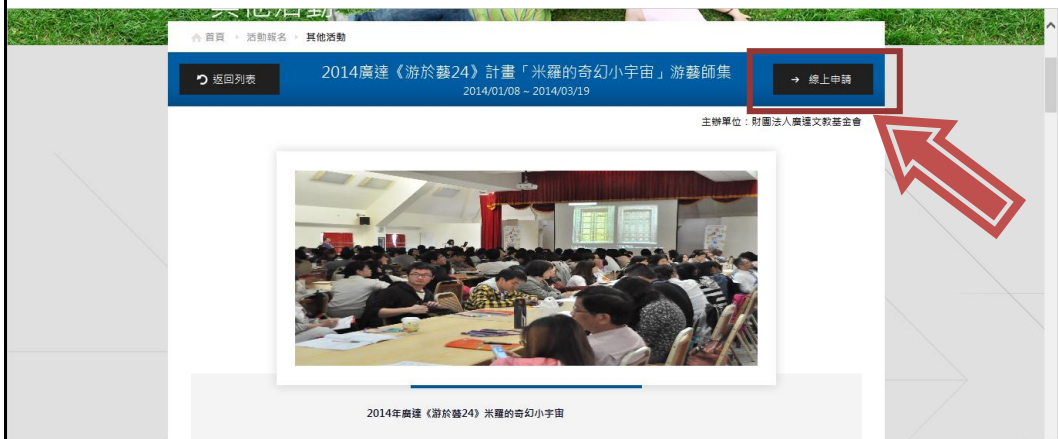 其他活動
首頁 › 活動報名 › 其他活動
返回列表
2014廣達《游於藝24》計畫「米羅的奇幻小宇宙」游藝師集
2014/01/08 ~ 2014/03/19
→ 線上申請
主辦單位：財團法人廣達文教基金會
2014年廣達《游於藝24》米羅的奇幻小宇宙